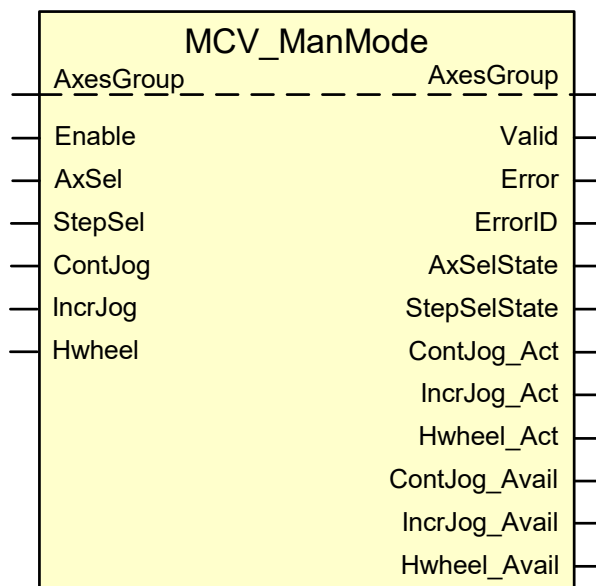 MCV_ManMode
AxesGroup AxesGroup
Enable Valid
AxSel Error
StepSel ErrorID
ContJog AxSelState
IncrJog StepSelState
Hwheel ContJog_Act
IncrJog_Act
Hwheel_Act
ContJog_Avail
IncrJog_Avail
Hwheel_Avail